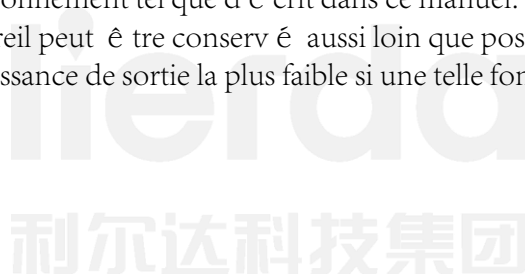 onnement tel que d é crit dans ce manuel.
reil peut ê tre conserv é aussi loin que pos
ssance de sortie la plus faible si une telle for
lierda
利尔达科技集团